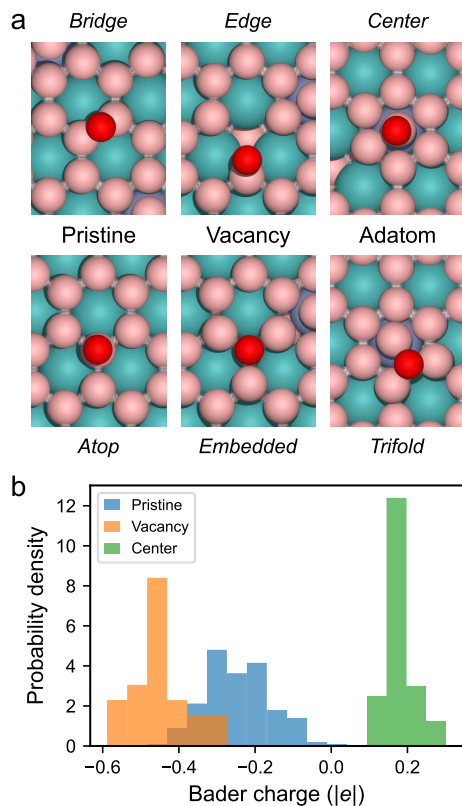 a
Bridge Edge Center
Pristine Vacancy Adatom
Atop Embedded Trifold
b
Pristine
Vacancy
Center
Probability density
12
10
8
6
4
2
0
−0.6 −0.4 −0.2 0.0 0.2
Bader charge (|e|)